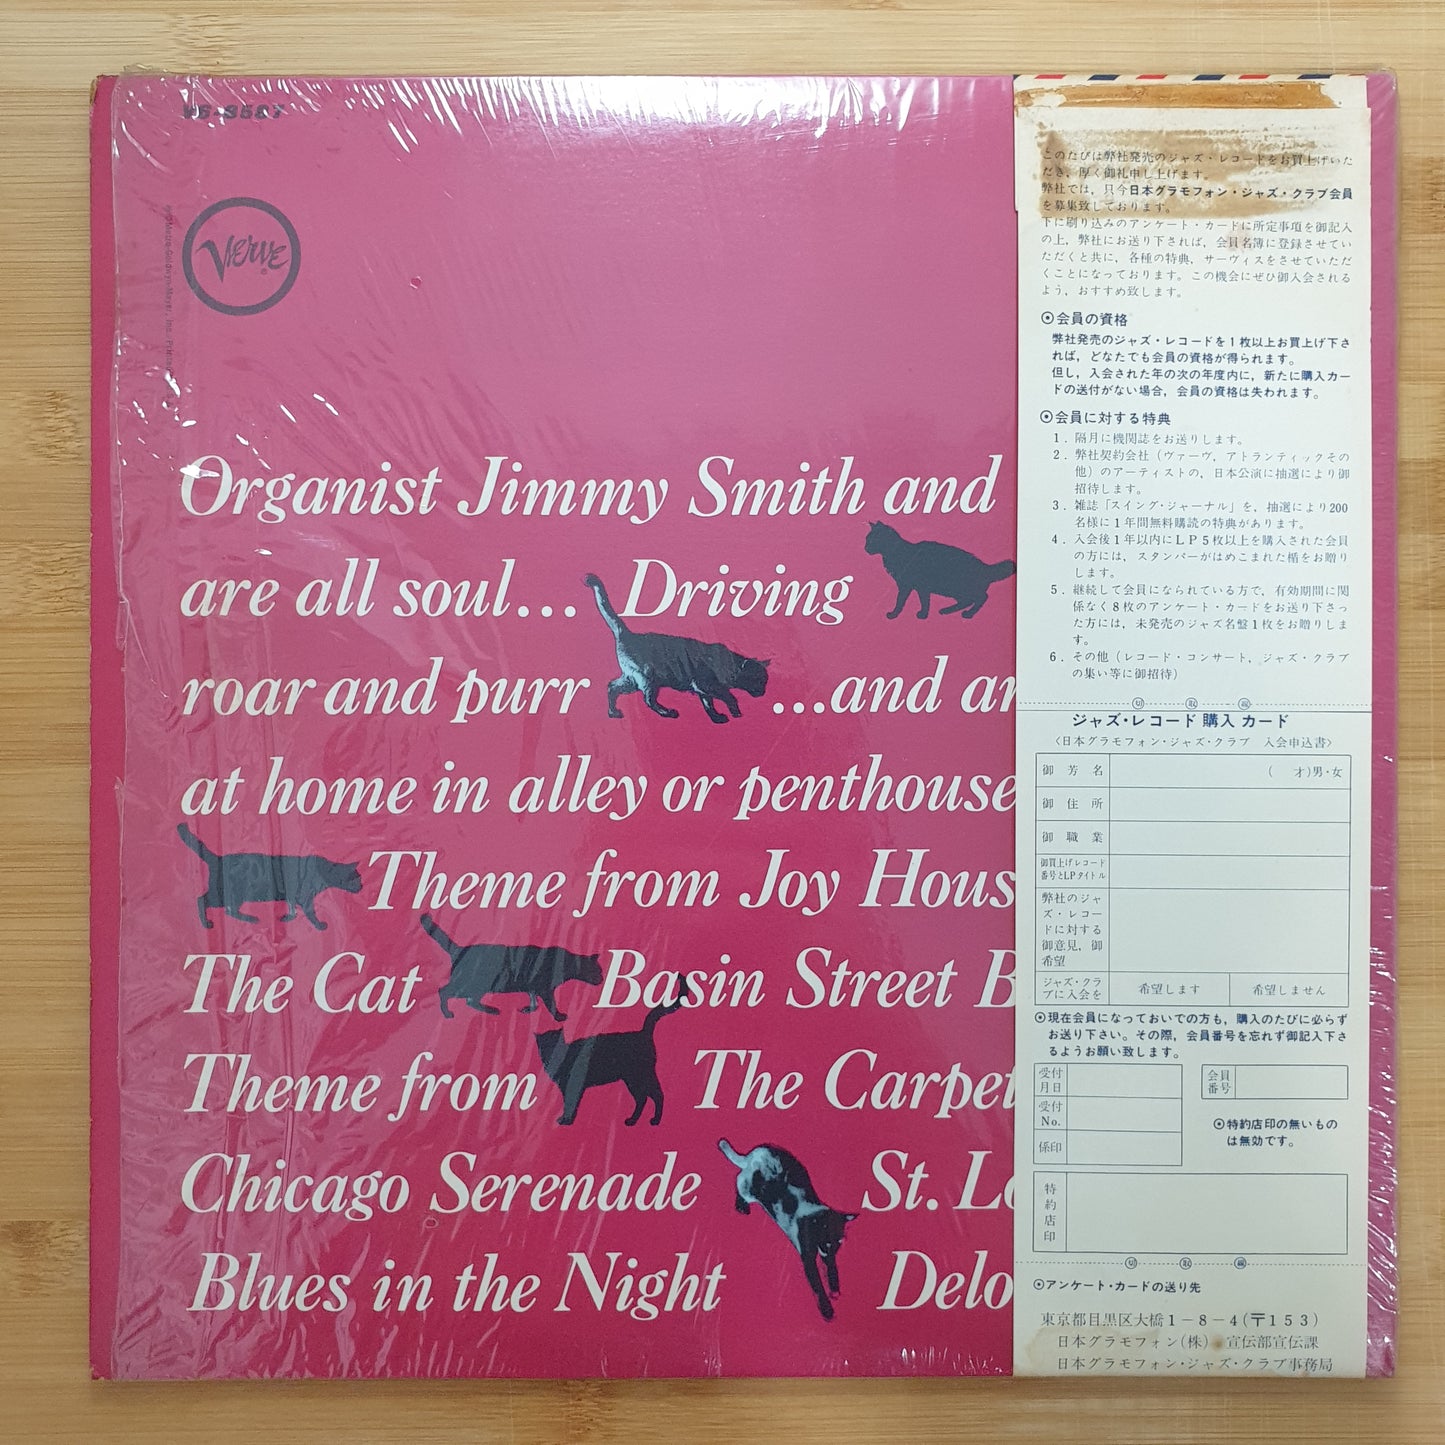 V6-8587
Verve
®
Organist Jimmy Smith and
are all soul... Driving
roar and purr ...and ar
at home in alley or penthouse
Theme from Joy Hous
The Cat Basin Street B
Theme from The Carpet
Chicago Serenade St. Lo
Blues in the Night Delo
このたびは弊社発売のジャズ・レコードをお買上げいた
だき，厚く御礼申し上げます。
弊社では，只今日本グラモフォン・ジャズ・クラブ会員
を募集致しております。
下に刷り込みのアンケート・カードに所定事項を御記入
の上，弊社にお送り下されば，会員名簿に登録させてい
ただくと共に，各種の特典，サーヴィスをさせていただ
くことになっております。この機会にぜひ御入会される
よう，おすすめ致します。
⊙会員の資格
弊社発売のジャズ・レコードを１枚以上お買上げ下さ
れば，どなたでも会員の資格が得られます。
但し，入会された年の次の年度内に，新たに購入カー
ドの送付がない場合，会員の資格は失われます。
⊙会員に対する特典
１．隔月に機関誌をお送りします。
２．弊社契約会社（ヴァーヴ，アトランティックその
他）のアーティストの，日本公演に抽選により御
招待します。
３．雑誌「スイング・ジャーナル」を，抽選により200
名様に１年間無料購読の特典があります。
４．入会後１年以内にＬＰ５枚以上を購入された会員
の方には，スタンパーがはめこまれた楯をお贈り
します。
５．継続して会員になられている方で，有効期間に関
係なく８枚のアンケート・カードをお送り下さっ
た方には，未発売のジャズ名盤１枚をお贈りしま
す。
６．その他（レコード・コンサート，ジャズ・クラブ
の集い等に御招待）
切 取 線
ジャズ・レコード 購入 カード
〈日本グラモフォン・ジャズ・クラブ　入会申込書〉
御 芳 名 （　才）男・女
御 住 所
御 職 業
御買上げレコード
番号とLPタイトル
弊社のジャ
ズ・レコー
ドに対する
御意見，御
希望
ジャズ・クラ
ブに入会を 希望します 希望しません
⊙現在会員になっておいでの方も，購入のたびに必らず
お送り下さい。その際，会員番号を忘れず御記入下さ
るようお願い致します。
受付
月日
会員
番号
受付
No.
係印
⊙特約店印の無いもの
は無効です。
特
約
店
印
切 取 線
⊙アンケート・カードの送り先
東京都目黒区大橋１－８－４(〒１５３)
日本グラモフォン(株) 宣伝部宣伝課
日本グラモフォン・ジャズ・クラブ事務局